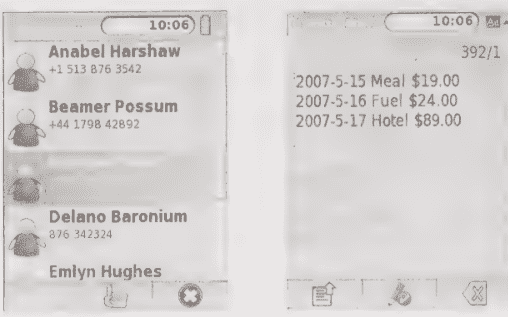 10:06
Anabel Harshaw
+1 513 876 3542
Beamer Possum
+44 1798 42892
Delano Baronium
876 342324
Emlyn Hughes
10:06
392/1
2007-5-15 Meal $19.00
2007-5-16 Fuel $24.00
2007-5-17 Hotel $89.00